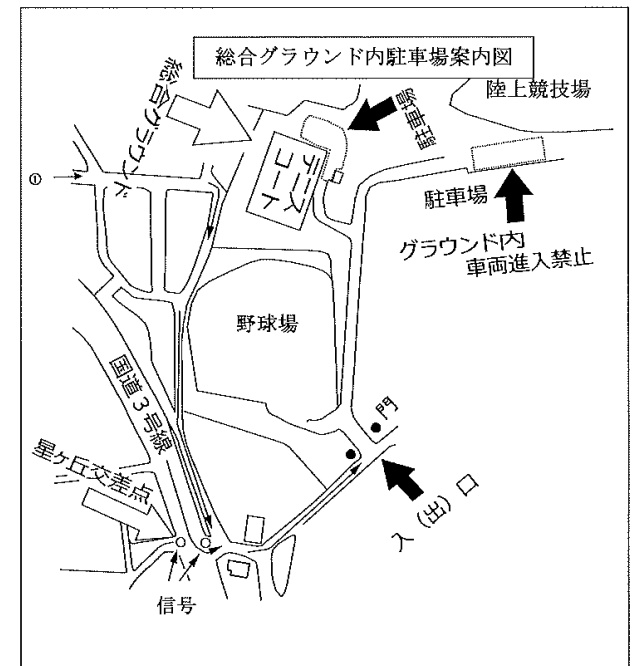 総合グラウンド内駐車場案内図
総合グラウンド
駐車場
陸上競技場
テニス
コート
①
駐車場
グラウンド内
車両進入禁止
野球場
国道3号線
門
星ヶ丘交差点
入（出）口
信号